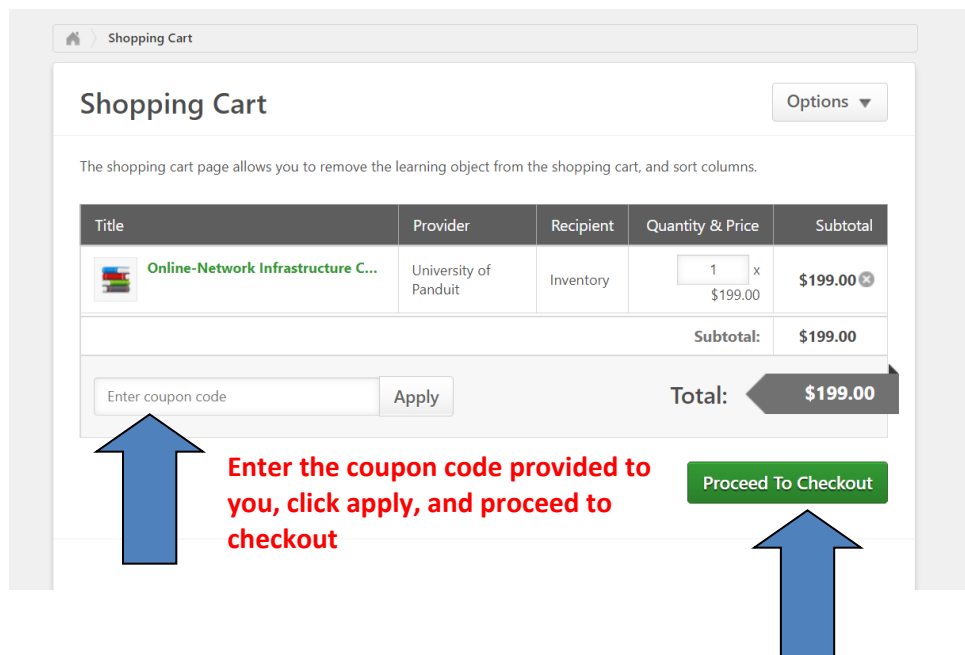 Shopping Cart
Shopping Cart
Options
The shopping cart page allows you to remove the learning object from the shopping cart, and sort columns.
Title Provider Recipient Quantity & Price Subtotal
Online-Network Infrastructure C...
University of
Panduit
Inventory
1 x
$199.00
$199.00
Subtotal: $199.00
Enter coupon code Apply Total: $199.00
Enter the coupon code provided to
you, click apply, and proceed to
checkout
Proceed To Checkout